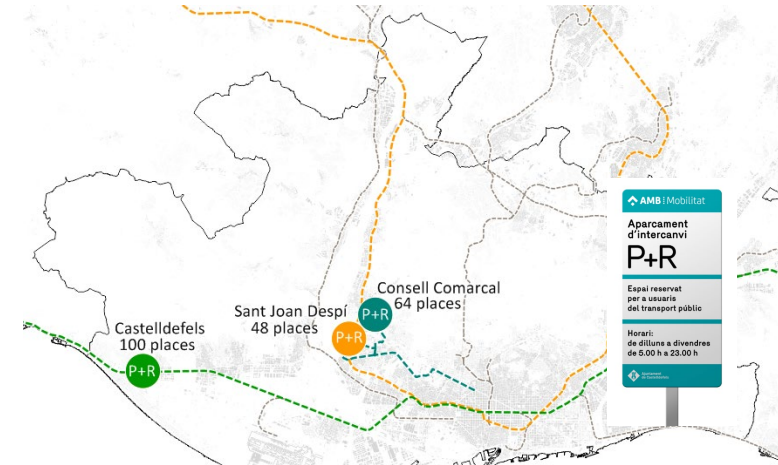 AMB Mobilitat
Aparcament
d'intercanvi
P+R
Espai reservat
per a usuaris
del transport públic
Horari:
de dilluns a divendres
de 5.00 h a 23.00 h
Consell Comarcal
64 places
P+R
Sant Joan Despí
48 places
P+R
Castelldefels
100 places
P+R